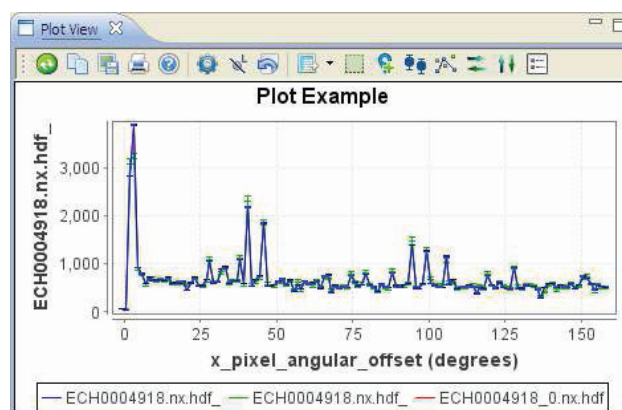 Plot View
Plot Example
ECH0004918.nx.hdf_
3,000
2,000
1,000
0
0 25 50 75 100 125 150
x_pixel_angular_offset (degrees)
ECH0004918.nx.hdf_ ECH0004918.nx.hdf_ ECH0004918_0.nx.hdf